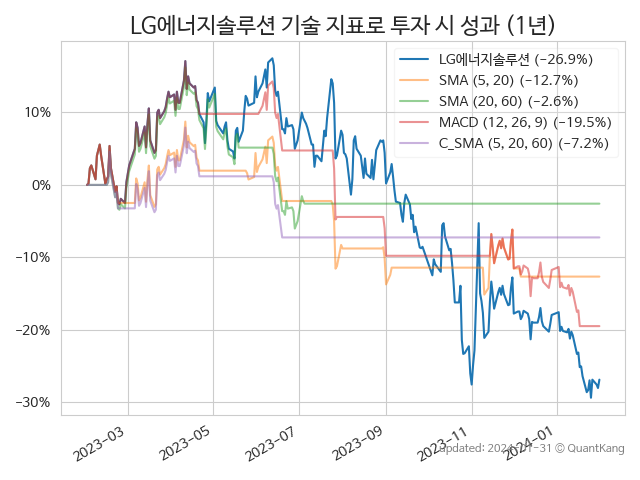 LG에너지솔루션 기술 지표로 투자 시 성과 (1년)
LG에너지솔루션 (−26.9%)
SMA (5, 20) (−12.7%)
SMA (20, 60) (−2.6%)
MACD (12, 26, 9) (−19.5%)
C_SMA (5, 20, 60) (−7.2%)
10%
0%
−10%
−20%
−30%
2023−03
2023−05
2023−07
2023−09
2023−11
2024−01
updated: 2024−01−31 © QuantKang